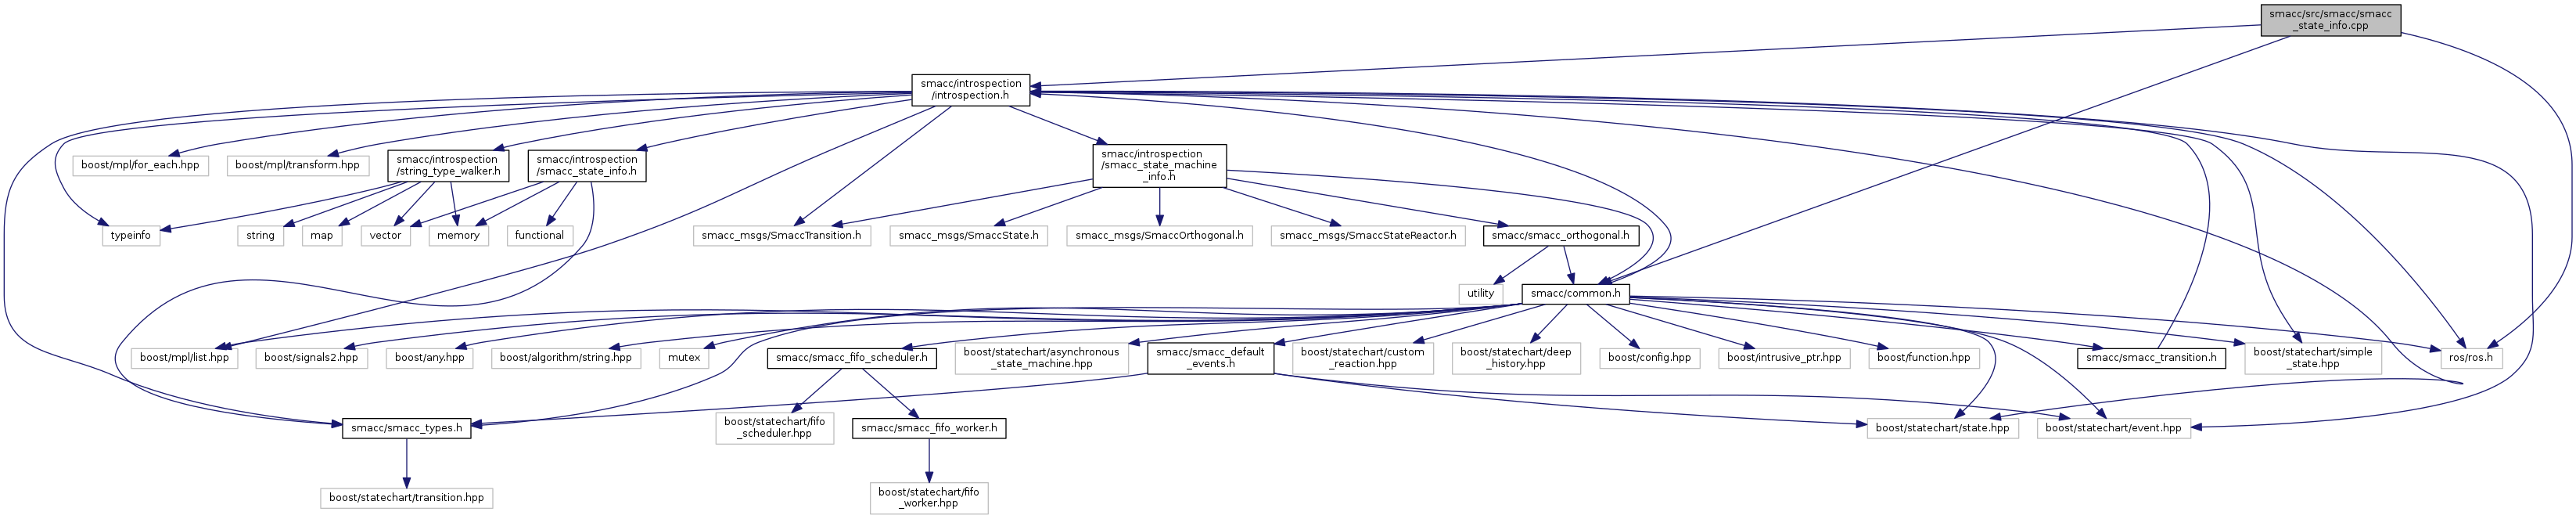 smacc/src/smacc/smacc
_state_info.cpp
smacc/introspection
/introspection.h
boost/mpl/for_each.hpp
boost/mpl/transform.hpp
smacc/introspection
/string_type_walker.h
smacc/introspection
/smacc_state_info.h
smacc/introspection
/smacc_state_machine
_info.h
typeinfo
string
map
vector
memory
functional
smacc_msgs/SmaccTransition.h
smacc_msgs/SmaccState.h
smacc_msgs/SmaccOrthogonal.h
smacc_msgs/SmaccStateReactor.h
smacc/smacc_orthogonal.h
utility
smacc/common.h
boost/mpl/list.hpp
boost/signals2.hpp
boost/any.hpp
boost/algorithm/string.hpp
mutex
smacc/smacc_fifo_scheduler.h
boost/statechart/asynchronous
_state_machine.hpp
smacc/smacc_default
_events.h
boost/statechart/custom
_reaction.hpp
boost/statechart/deep
_history.hpp
boost/config.hpp
boost/intrusive_ptr.hpp
boost/function.hpp
smacc/smacc_transition.h
boost/statechart/simple
_state.hpp
ros/ros.h
smacc/smacc_types.h
boost/statechart/fifo
_scheduler.hpp
smacc/smacc_fifo_worker.h
boost/statechart/state.hpp
boost/statechart/event.hpp
boost/statechart/transition.hpp
boost/statechart/fifo
_worker.hpp